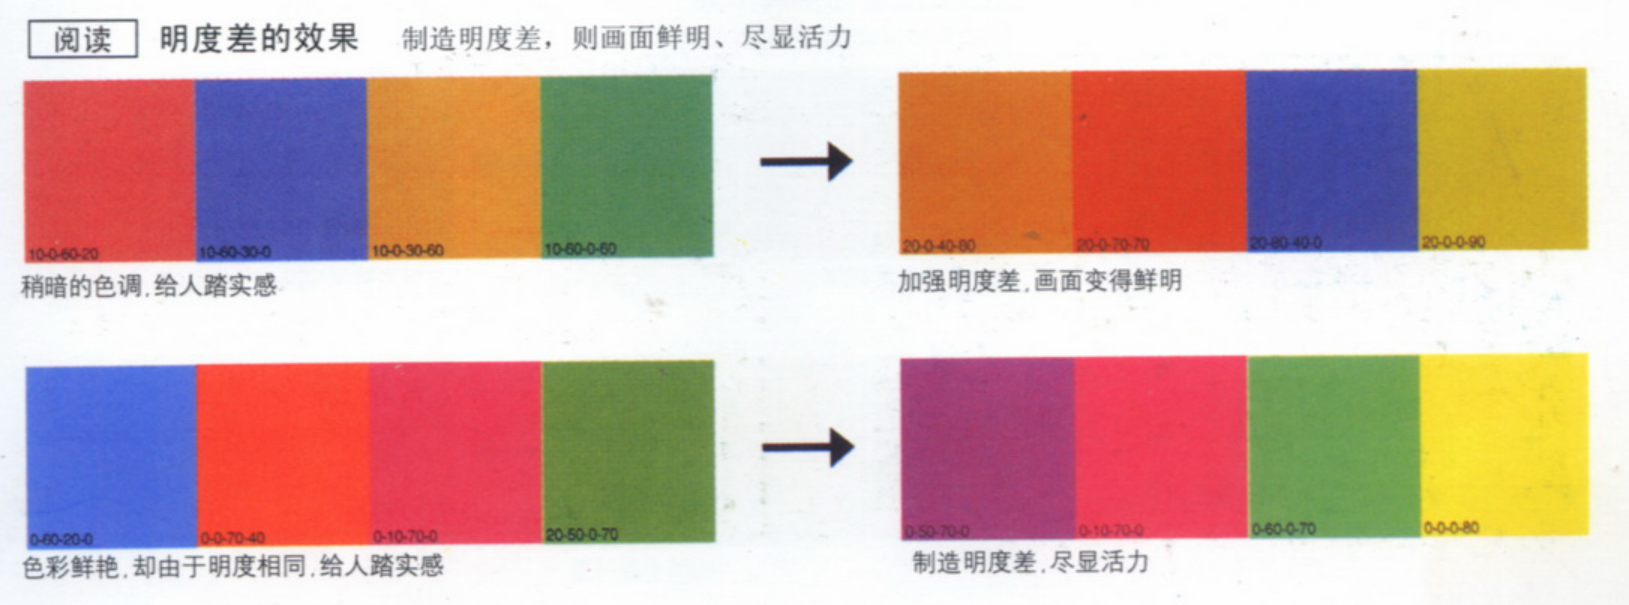 阅读 明度差的效果 制造明度差，则画面鲜明、尽显活力
10-0-60-20 10-60-30-0 10-0-30-60 10-60-0-60
20-0-40-80 20-0-70-70 20-80-40-0 20-0-0-90
稍暗的色调,给人踏实感
加强明度差,画面变得鲜明
0-60-20-0 0-0-70-40 0-10-70-0 20-50-0-70
0-50-70-0 0-10-70-0 0-60-0-70 0-0-0-80
色彩鲜艳,却由于明度相同,给人踏实感
制造明度差,尽显活力